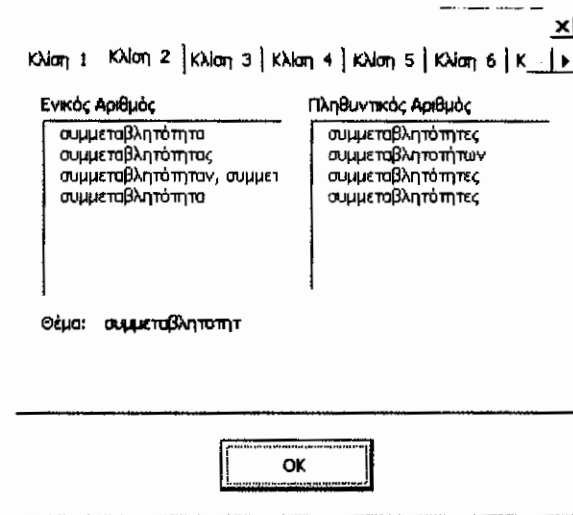 Κλίση 1 Κλίση 2 Κλίση 3 Κλίση 4 Κλίση 5 Κλίση 6 Κ
Ενικός Αριθμός Πληθυντικός Αριθμός
συμμεταβλητότητα συμμεταβλητότητες
συμμεταβλητότητας συμμεταβλητοτήτων
συμμεταβλητότηταν, συμμετ συμμεταβλητότητες
συμμεταβλητότητα συμμεταβλητότητες
Θέμα: συμμεταβλητοτητ
OK